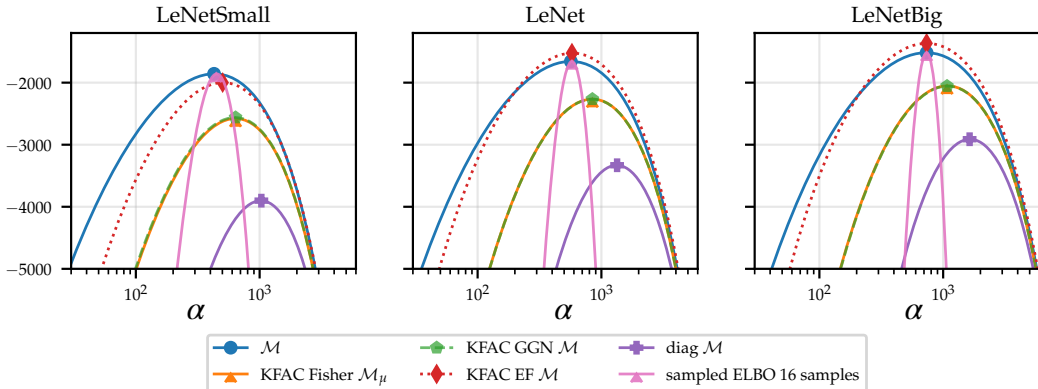 LeNetSmall LeNet LeNetBig
−2000
−3000
−4000
−5000
10² 10³ 10² 10³ 10² 10³
α α α
ℳ KFAC GGN ℳ diag ℳ
KFAC Fisher ℳμ KFAC EF ℳ sampled ELBO 16 samples